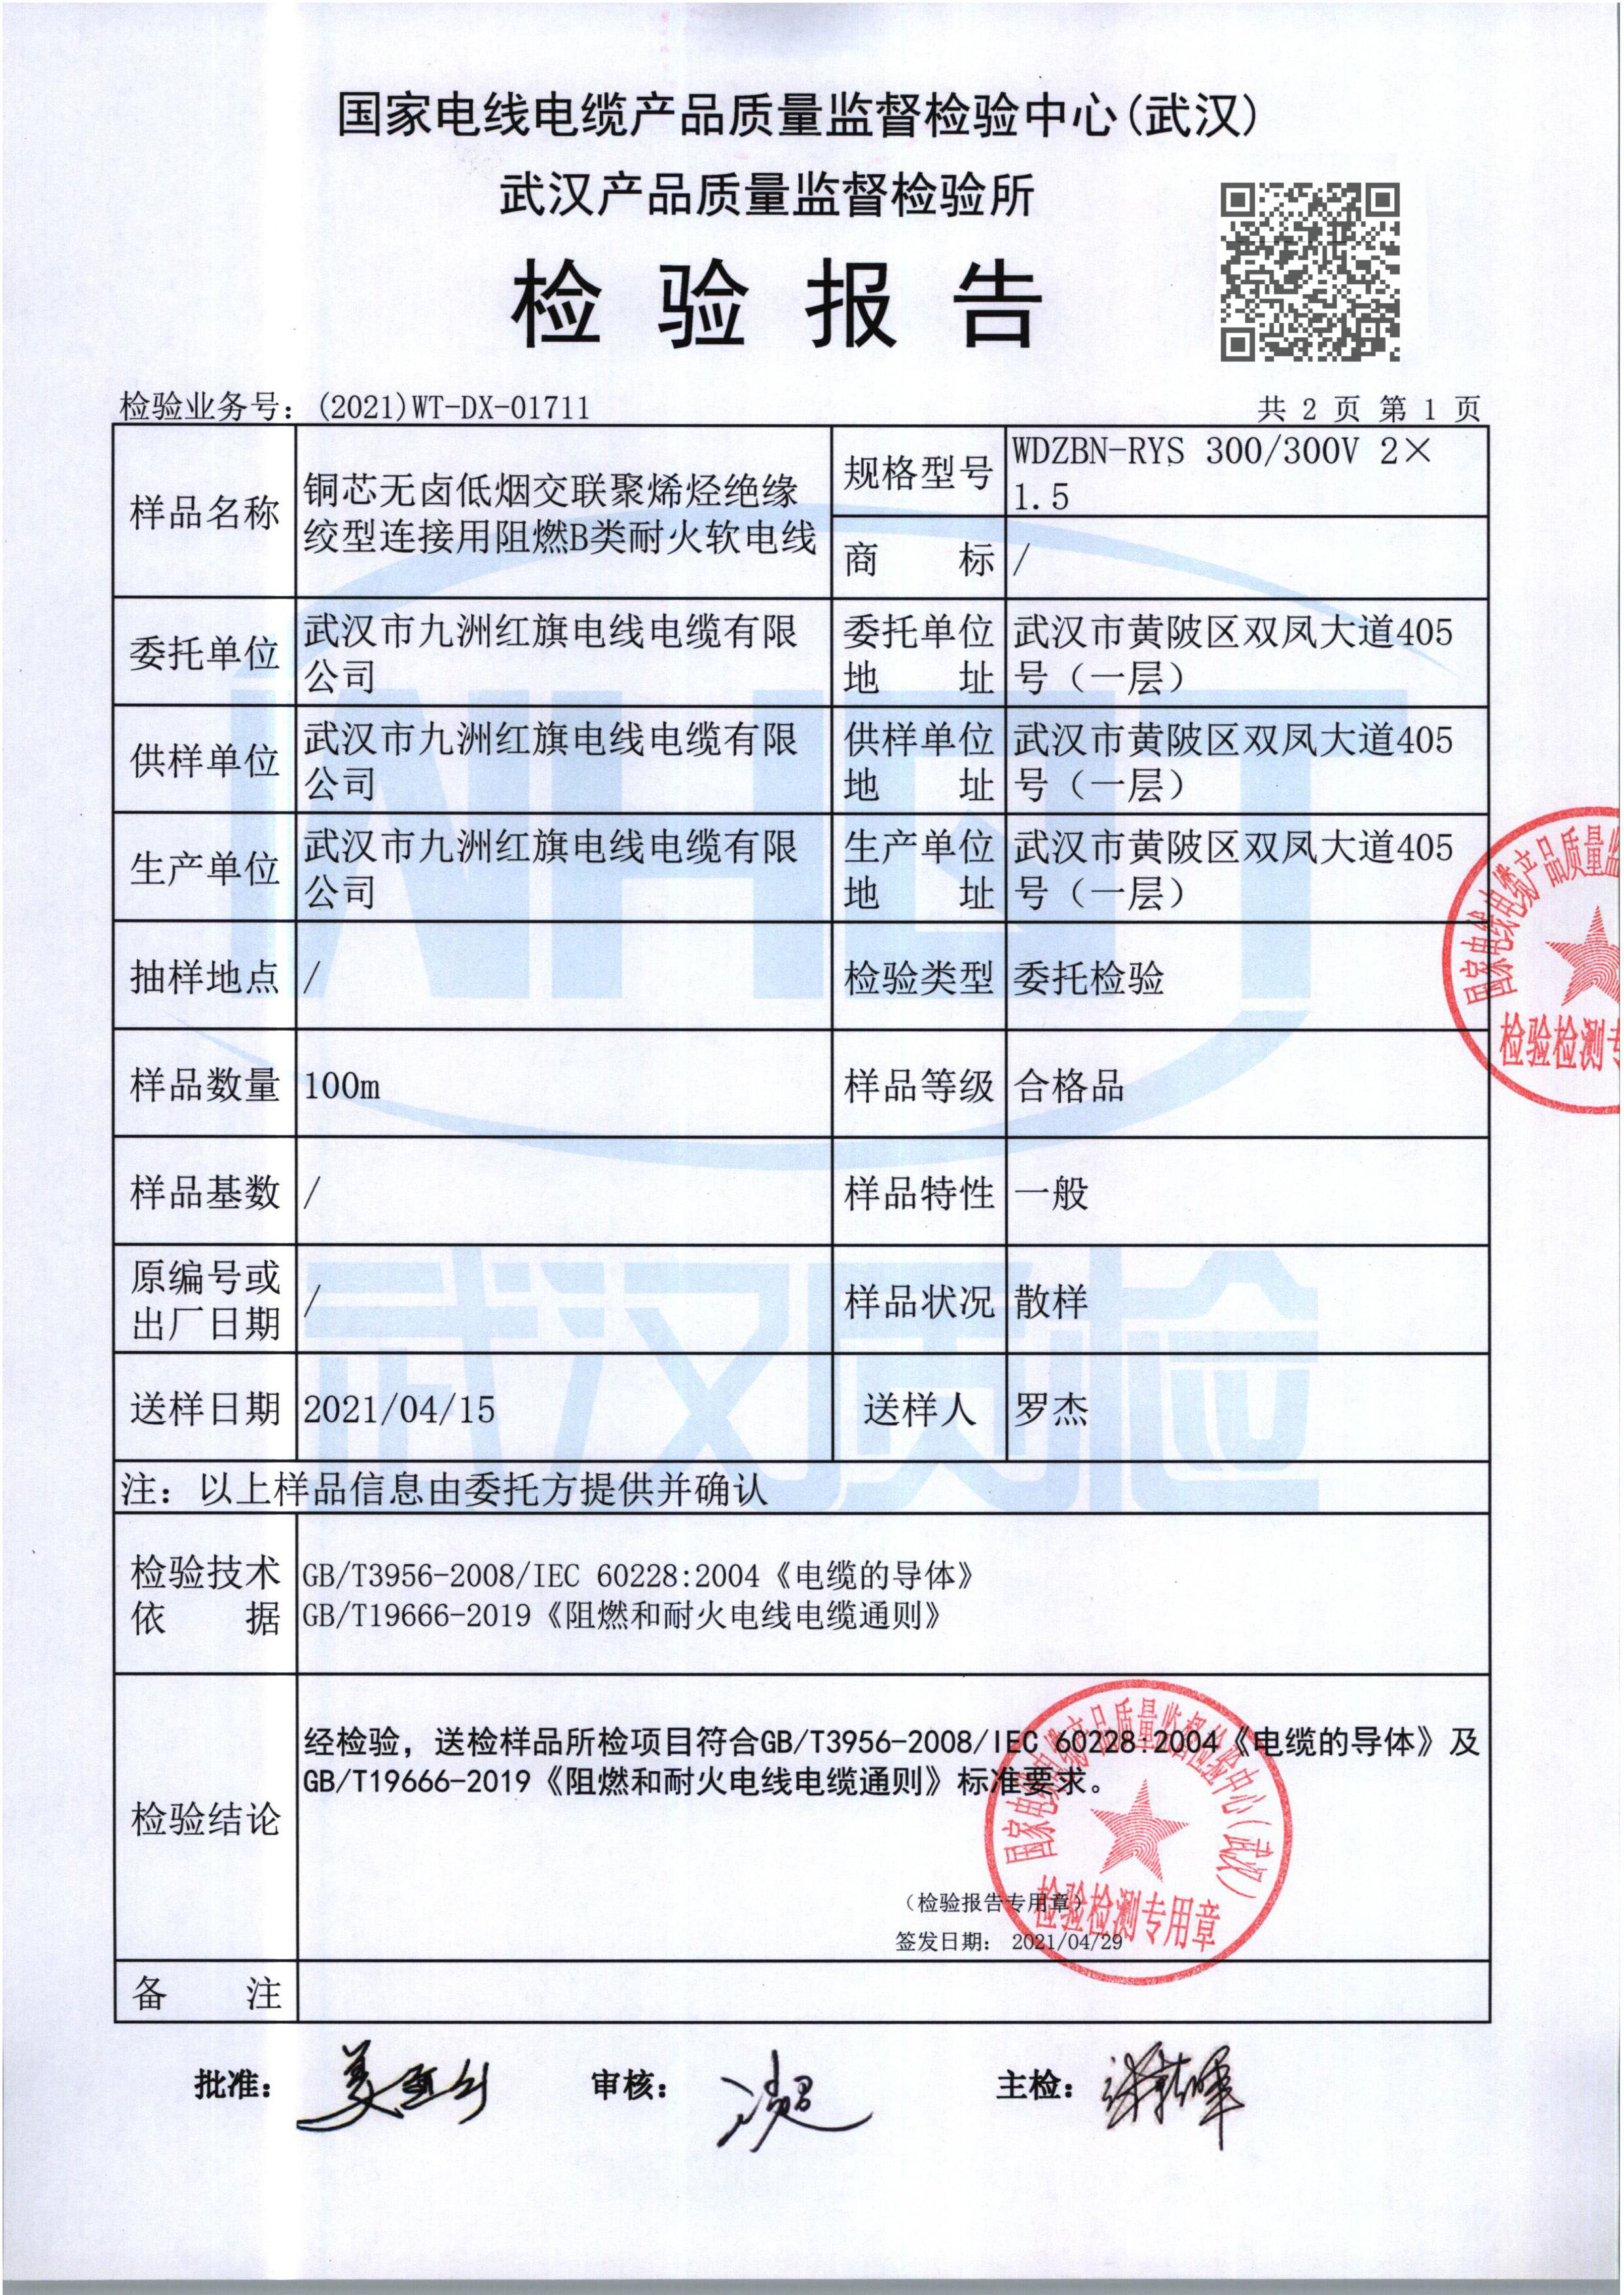 国家电线电缆产品质量监督检验中心(武汉)
武汉产品质量监督检验所
检验报告
检验业务号：(2021)WT-DX-01711
共 2 页 第 1 页
样品名称
铜芯无卤低烟交联聚烯烃绝缘
绞型连接用阻燃B类耐火软电线
规格型号
WDZBN-RYS 300/300V 2×
1.5
商 标
/
委托单位
武汉市九洲红旗电线电缆有限
公司
委托单位
地 址
武汉市黄陂区双凤大道405
号（一层）
供样单位
武汉市九洲红旗电线电缆有限
公司
供样单位
地 址
武汉市黄陂区双凤大道405
号（一层）
生产单位
武汉市九洲红旗电线电缆有限
公司
生产单位
地 址
武汉市黄陂区双凤大道405
号（一层）
国家电线电缆产品质量监
检验检测专
抽样地点
/
检验类型
委托检验
样品数量
100m
样品等级
合格品
样品基数
/
样品特性
一般
原编号或
出厂日期
/
样品状况
散样
送样日期
2021/04/15
送样人
罗杰
武汉质检
注：以上样品信息由委托方提供并确认
检验技术
依 据
GB/T3956-2008/IEC 60228:2004《电缆的导体》
GB/T19666-2019《阻燃和耐火电线电缆通则》
检验结论
经检验，送检样品所检项目符合GB/T3956-2008/IEC 60228:2004《电缆的导体》及
GB/T19666-2019《阻燃和耐火电线电缆通则》标准要求。
国家电线电缆产品质量监督检验中心(武汉)
检验检测专用章
（检验报告专用章）
签发日期： 2021/04/29
备 注
批准：
审核：
主检：